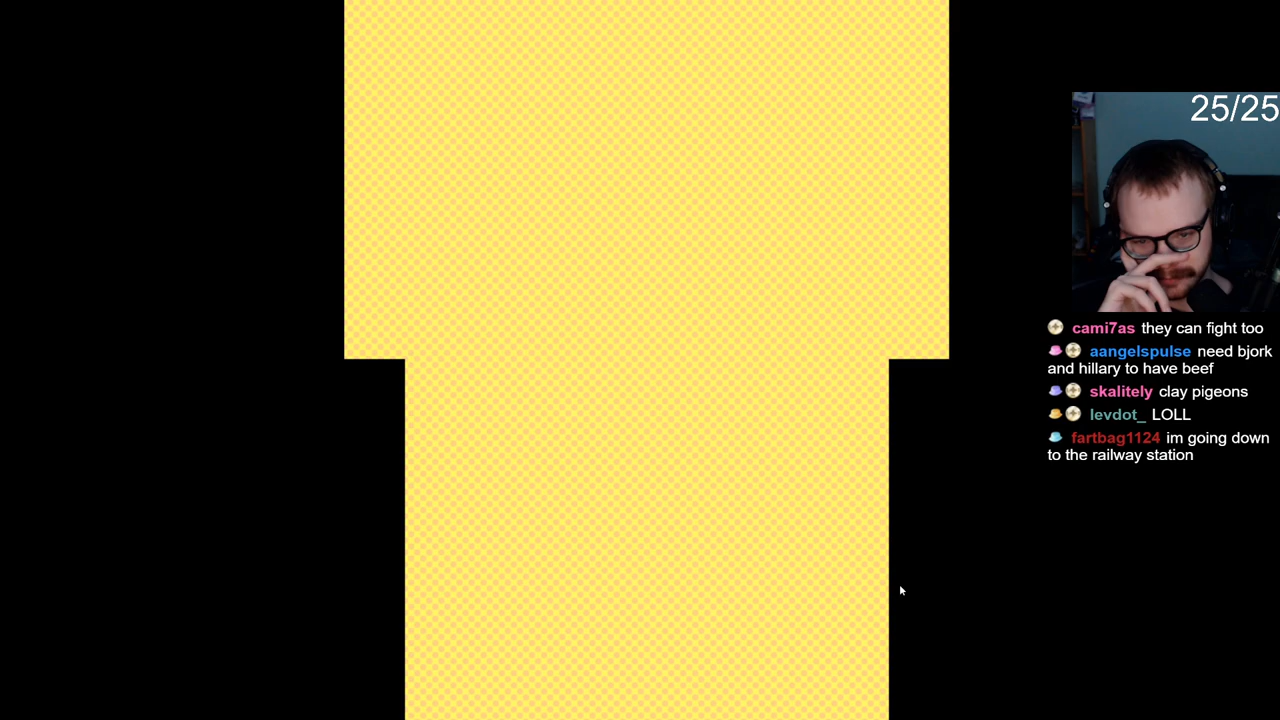 25/25
cami7as they can fight too
aangelspulse need bjork
and hillary to have beef
skalitely clay pigeons
levdot_ LOLL
fartbag1124 im going down
to the railway station